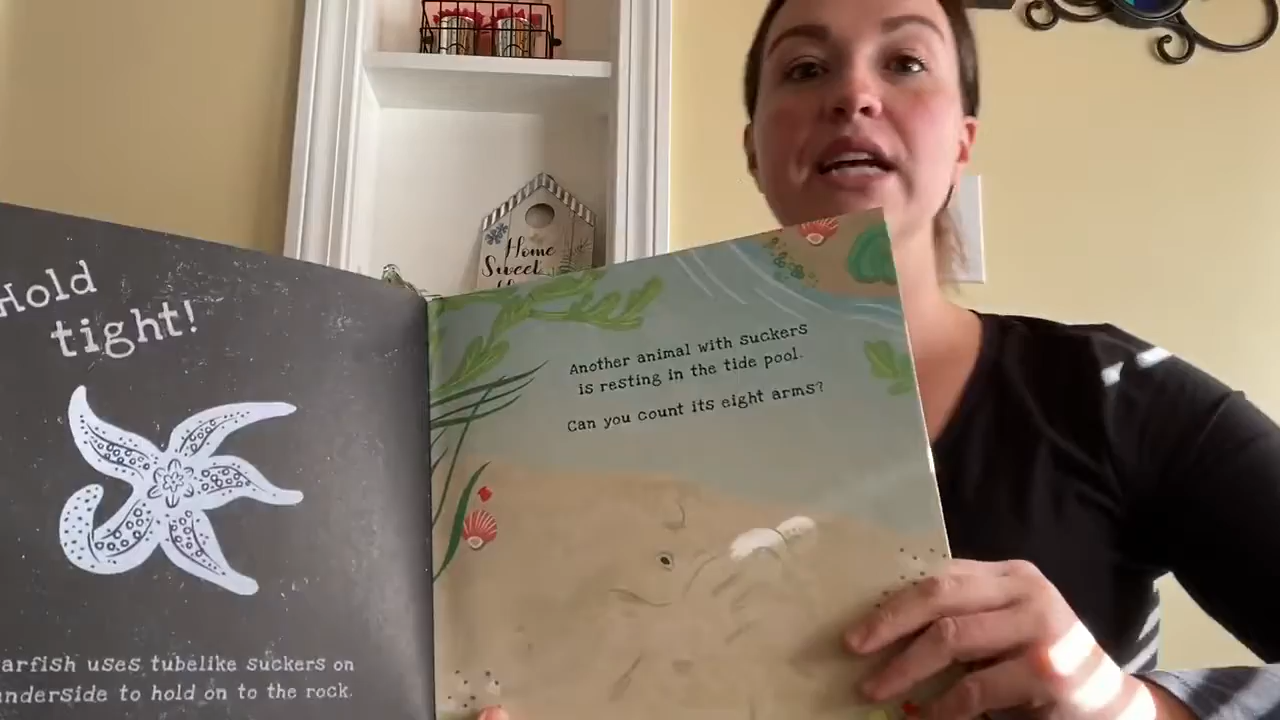 Hold
tight!
arfish uses tubelike suckers on
nderside to hold on to the rock.
Another animal with suckers
is resting in the tide pool.
Can you count its eight arms?
Home
Sweet